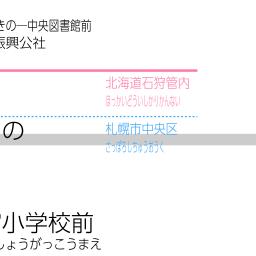 きの—中央図書館前
振興公社
北海道石狩管内
ほっかいどういしかりかんない
の
札幌市中央区
さっぽろしちゅうおうく
小学校前
しょうがっこうまえ